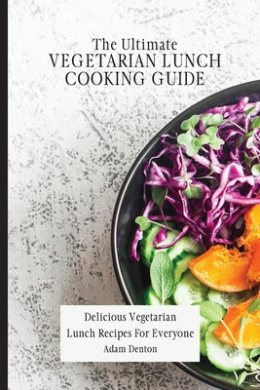 The Ultimate
VEGETARIAN LUNCH
COOKING GUIDE
Delicious Vegetarian
Lunch Recipes For Everyone
Adam Denton